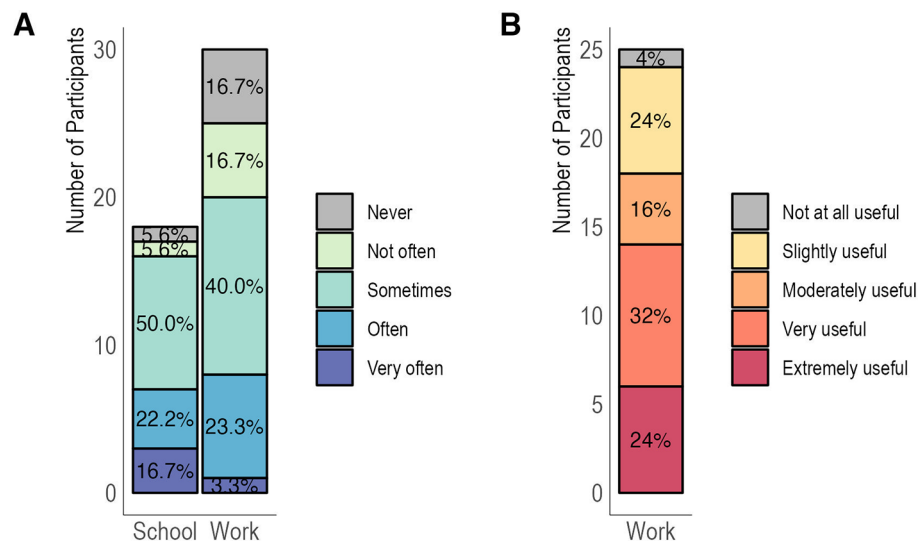 A
Number of Participants
30
20
10
0
16.7%
16.7%
40.0%
23.3%
3.3%
5.6%
5.6%
50.0%
22.2%
16.7%
School Work
Never
Not often
Sometimes
Often
Very often
B
Number of Participants
25
20
15
10
5
0
4%
24%
16%
32%
24%
Work
Not at all useful
Slightly useful
Moderately useful
Very useful
Extremely useful